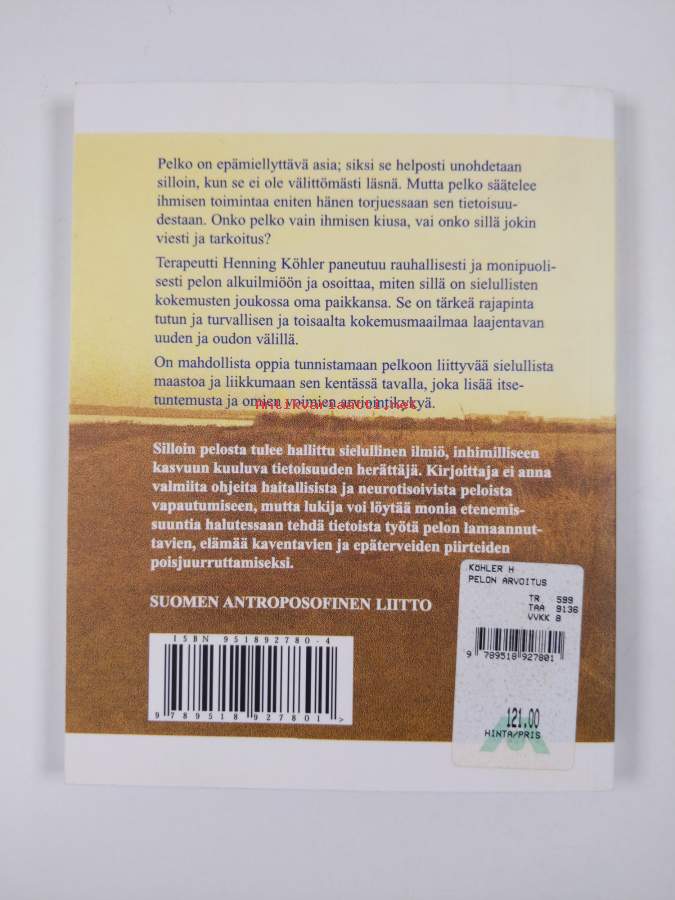 Pelko on epämiellyttävä asia; siksi se helposti unohdetaan
silloin, kun se ei ole välittömästi läsnä. Mutta pelko säätelee
ihmisen toimintaa eniten hänen torjuessaan sen tietoisuu-
destaan. Onko pelko vain ihmisen kiusa, vai onko sillä jokin
viesti ja tarkoitus?
Terapeutti Henning Köhler paneutuu rauhallisesti ja monipuoli-
sesti pelon alkuilmiöön ja osoittaa, miten sillä on sielullisten
kokemusten joukossa oma paikkansa. Se on tärkeä rajapinta
tutun ja turvallisen ja toisaalta kokemusmaailmaa laajentavan
uuden ja oudon välillä.
On mahdollista oppia tunnistamaan pelkoon liittyvää sielullista
maastoa ja liikkumaan sen kentässä tavalla, joka lisää itse-
tuntemusta ja omien voimien arviointikykyä.
Antikvariaatti.net
Silloin pelosta tulee hallittu sielullinen ilmiö, inhimilliseen
kasvuun kuuluva tietoisuuden herättäjä. Kirjoittaja ei anna
valmiita ohjeita haitallisista ja neurotisoivista peloista
vapautumiseen, mutta lukija voi löytää monia etenemis-
suuntia halutessaan tehdä tietoista työtä pelon lamaannut-
tavien, elämää kaventavien ja epäterveiden piirteiden
poisjuurruttamiseksi.
SUOMEN ANTROPOSOFINEN LIITTO
ISBN 951892780-4
9 789518 927801 >
KÖHLER H
PELON ARVOITUS
TR 599
TAA 9136
VVKK 8
9 789518 927801
121.00
HINTA/PRIS